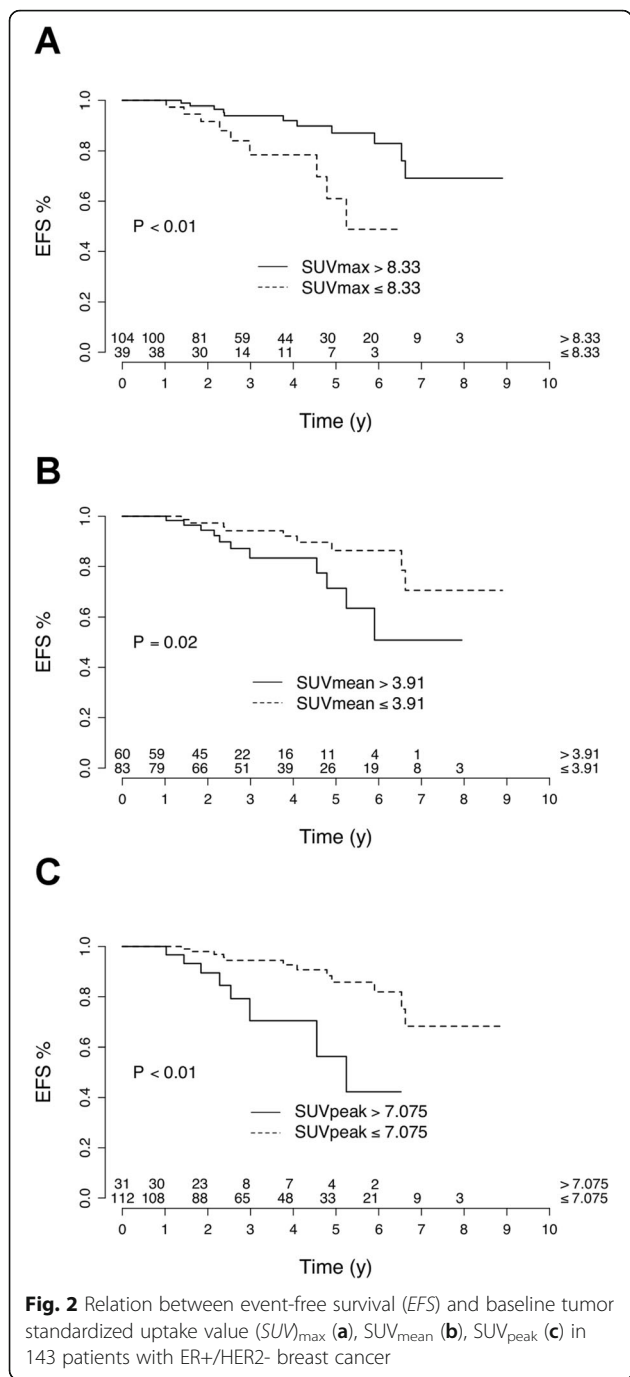 A
EFS %
0.0 0.2 0.4 0.6 0.8 1.0
P < 0.01
SUVmax > 8.33
SUVmax ≤ 8.33
104 100 81 59 44 30 20 9 3 > 8.33
39 38 30 14 11 7 3 ≤ 8.33
0 1 2 3 4 5 6 7 8 9 10
Time (y)
B
EFS %
0.0 0.2 0.4 0.6 0.8 1.0
P = 0.02
SUVmean > 3.91
SUVmean ≤ 3.91
60 59 45 22 16 11 4 1 > 3.91
83 79 66 51 39 26 19 8 3 ≤ 3.91
0 1 2 3 4 5 6 7 8 9 10
Time (y)
C
EFS %
0.0 0.2 0.4 0.6 0.8 1.0
P < 0.01
SUVpeak > 7.075
SUVpeak ≤ 7.075
31 30 23 8 7 4 2 > 7.075
112 108 88 65 48 33 21 9 3 ≤ 7.075
0 1 2 3 4 5 6 7 8 9 10
Time (y)
Fig. 2 Relation between event-free survival (EFS) and baseline tumor
standardized uptake value (SUV)max (a), SUVmean (b), SUVpeak (c) in
143 patients with ER+/HER2- breast cancer